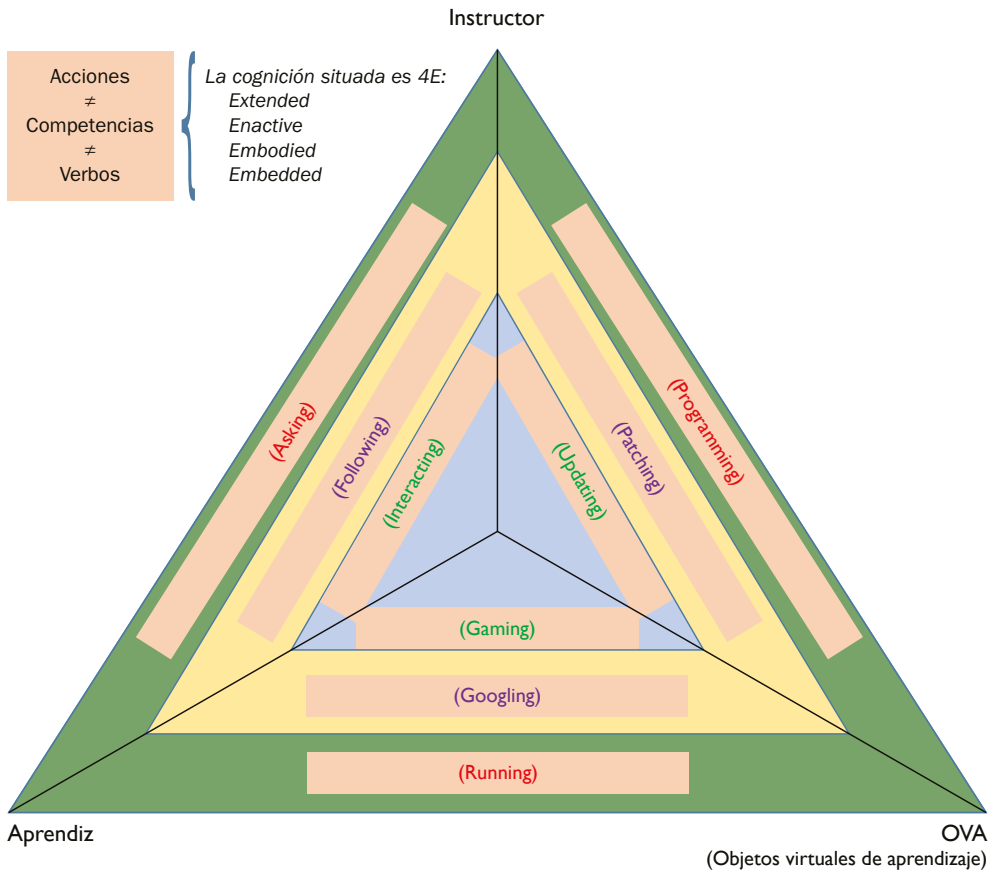 Instructor
Acciones
≠
Competencias
≠
Verbos
La cognición situada es 4E:
Extended
Enactive
Embodied
Embedded
(Asking)
(Following)
(Interacting)
(Updating)
(Patching)
(Programming)
(Gaming)
(Googling)
(Running)
Aprendiz
OVA
(Objetos virtuales de aprendizaje)